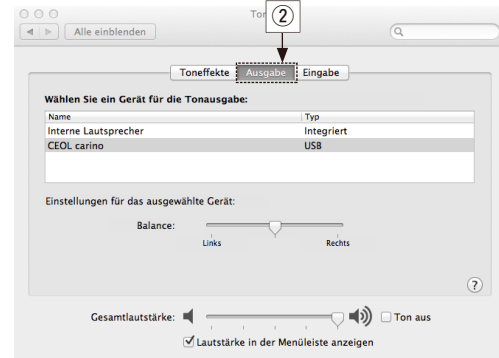 Ton
2
Alle einblenden
Toneffekte Ausgabe Eingabe
Wählen Sie ein Gerät für die Tonausgabe:
Name Typ
Interne Lautsprecher Integriert
CEOL carino USB
Einstellungen für das ausgewählte Gerät:
Balance:
Links Rechts
?
Gesamtlautstärke: Ton aus
Lautstärke in der Menüleiste anzeigen